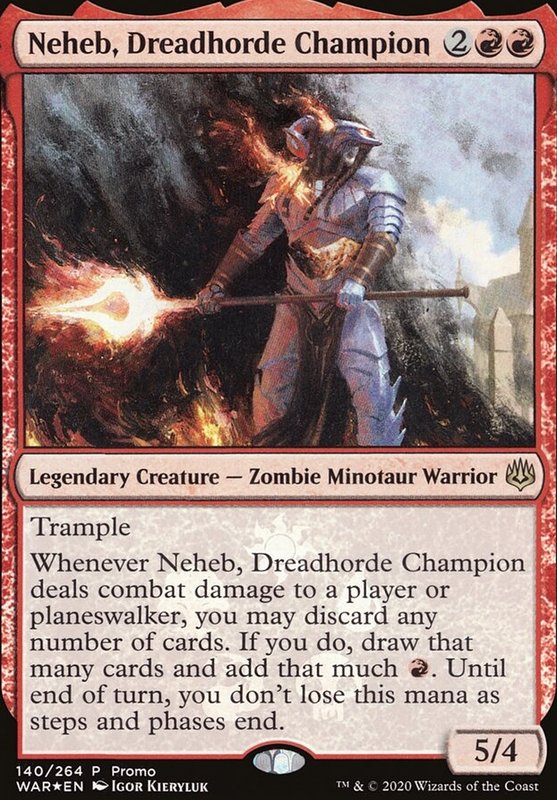 Neheb, Dreadhorde Champion 2
Legendary Creature — Zombie Minotaur Warrior
Trample
Whenever Neheb, Dreadhorde Champion
deals combat damage to a player or
planeswalker, you may discard any
number of cards. If you do, draw that
many cards and add that much . Until
end of turn, you don't lose this mana as
steps and phases end.
5/4
140/264 P Promo
WAR★EN IGOR KIERYLUK
™ & © 2020 Wizards of the Coast